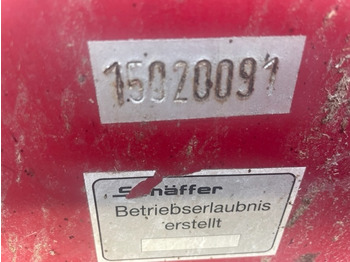 15020091
Schäffer
Betriebserlaubnis
erstellt